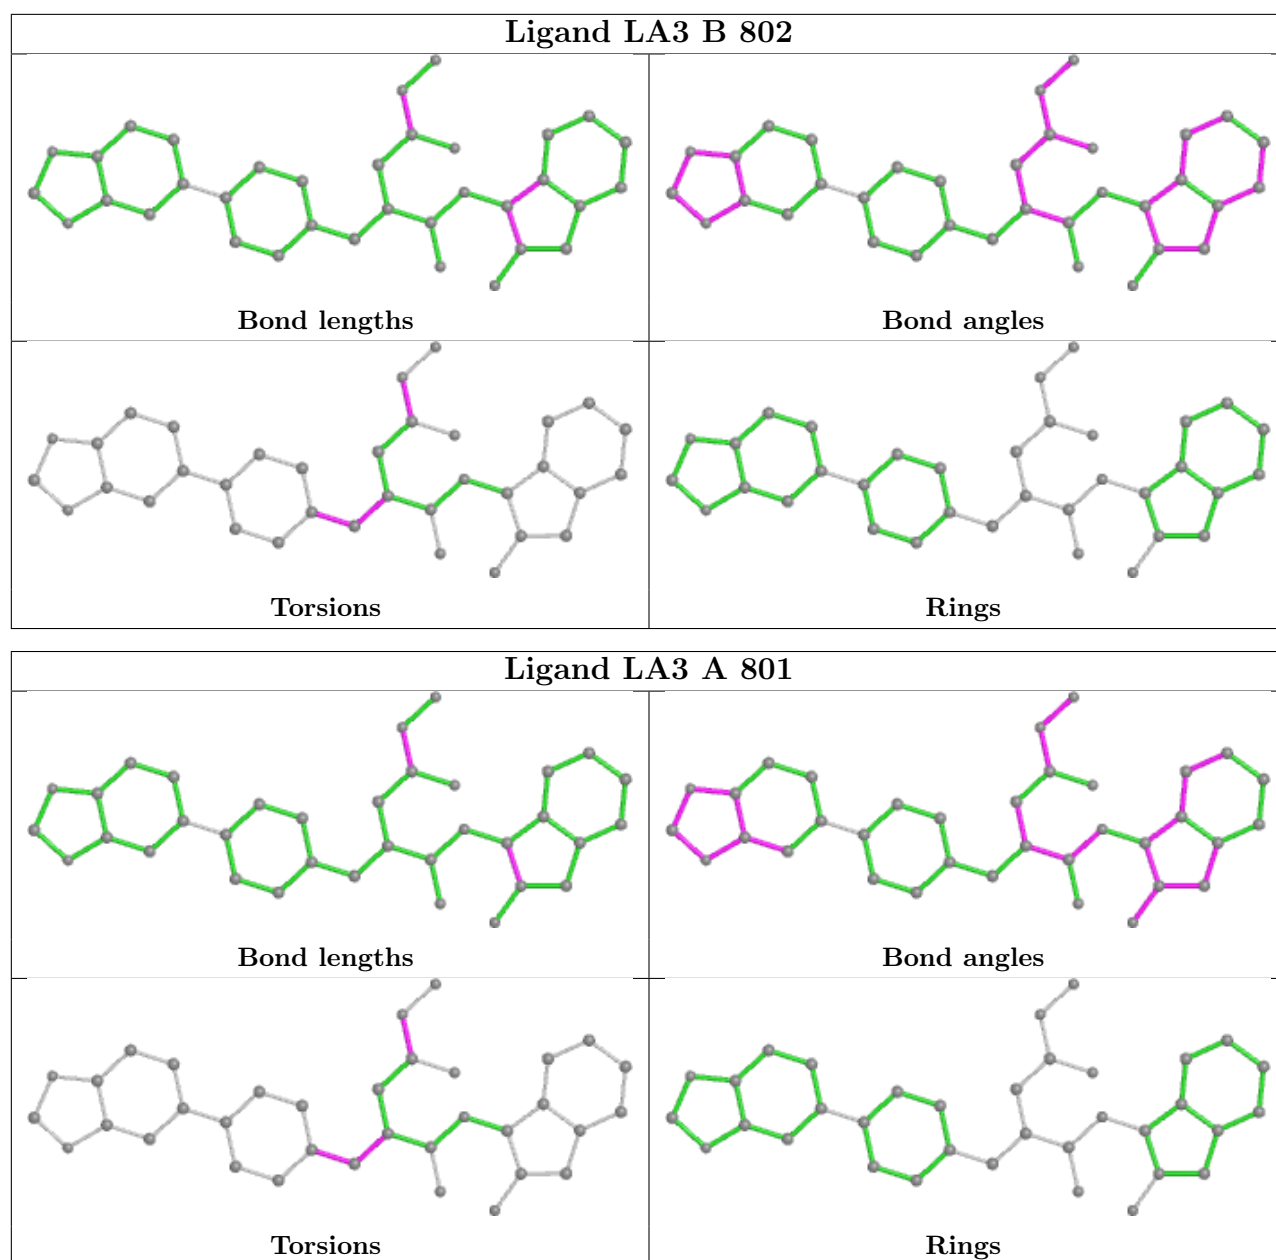 Ligand LA3 B 802
Bond lengths
Bond angles
Torsions
Rings
Ligand LA3 A 801
Bond lengths
Bond angles
Torsions
Rings